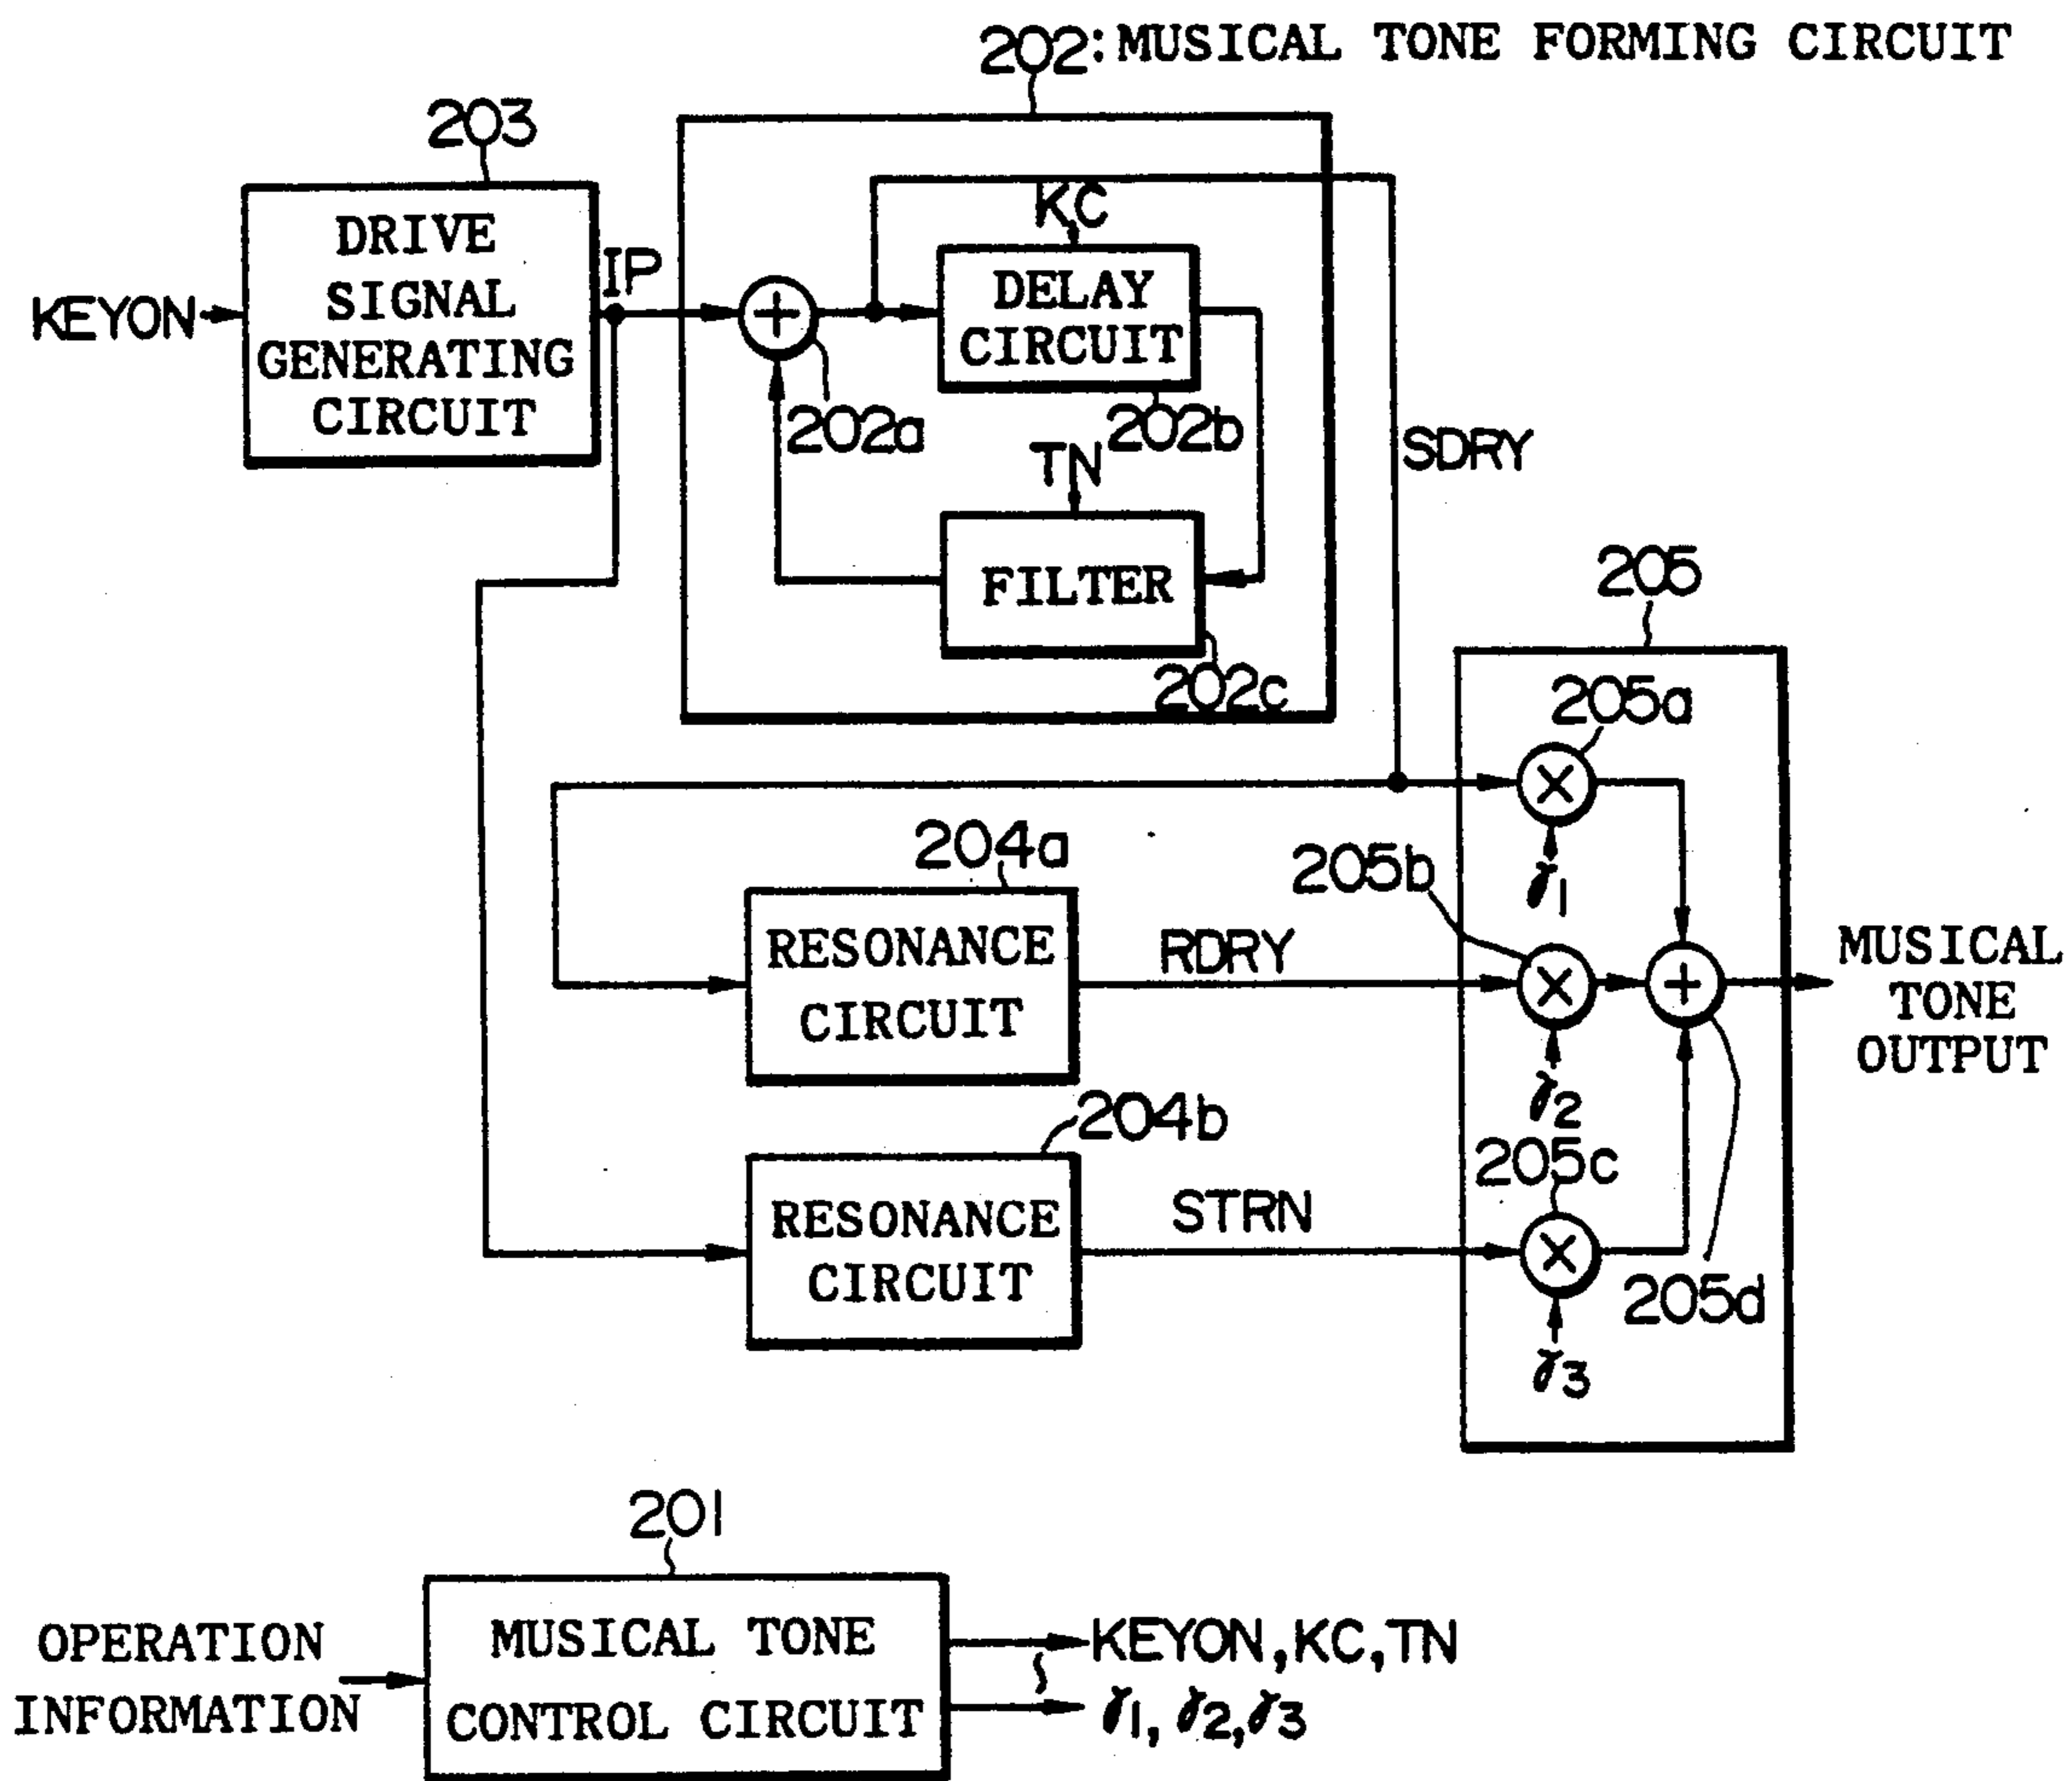 202: MUSICAL TONE FORMING CIRCUIT
203
DRIVE
SIGNAL
GENERATING
CIRCUIT
KEYON
IP
KC
DELAY
CIRCUIT
202a
202b
TN
FILTER
202c
SDRY
205
205a
γ1
204a
RESONANCE
CIRCUIT
RDRY
205b
γ2
MUSICAL
TONE
OUTPUT
204b
RESONANCE
CIRCUIT
STRN
205c
γ3
205d
201
OPERATION
INFORMATION
MUSICAL TONE
CONTROL CIRCUIT
KEYON,KC,TN
γ1, γ2,γ3